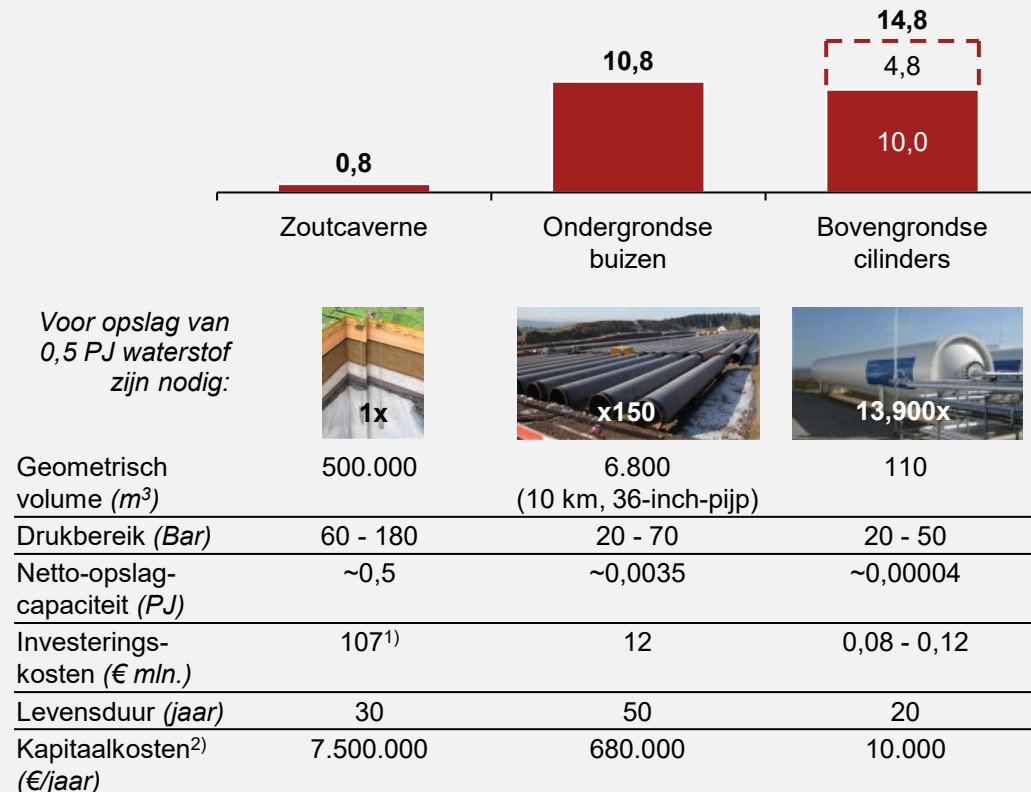 14,8
10,8
4,8
10,0
0,8
Zoutcaverne
Ondergrondse
buizen
Bovengrondse
cilinders
Voor opslag van
0,5 PJ waterstof
zijn nodig:
1x
x150
13,900x
Geometrisch
volume (m³)
500.000
6.800
(10 km, 36-inch-pijp)
110
Drukbereik (Bar)
60 - 180
20 - 70
20 - 50
Netto-opslag-
capaciteit (PJ)
~0,5
~0,0035
~0,00004
Investerings-
kosten (€ mln.)
107¹⁾
12
0,08 - 0,12
Levensduur (jaar)
30
50
20
Kapitaalkosten²⁾
(€/jaar)
7.500.000
680.000
10.000